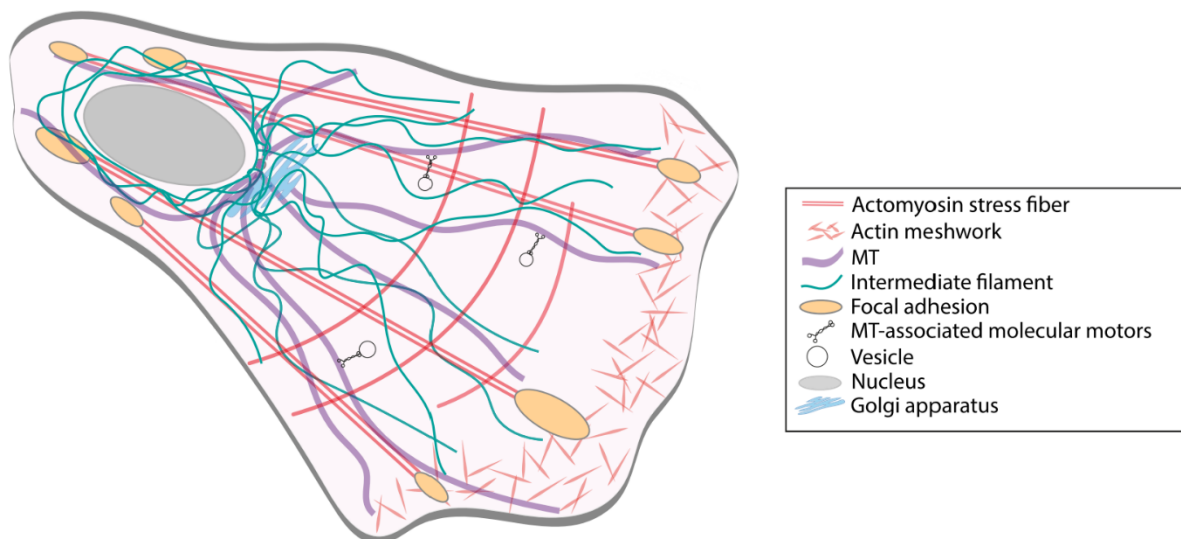 Actomyosin stress fiber
Actin meshwork
MT
Intermediate filament
Focal adhesion
MT-associated molecular motors
Vesicle
Nucleus
Golgi apparatus